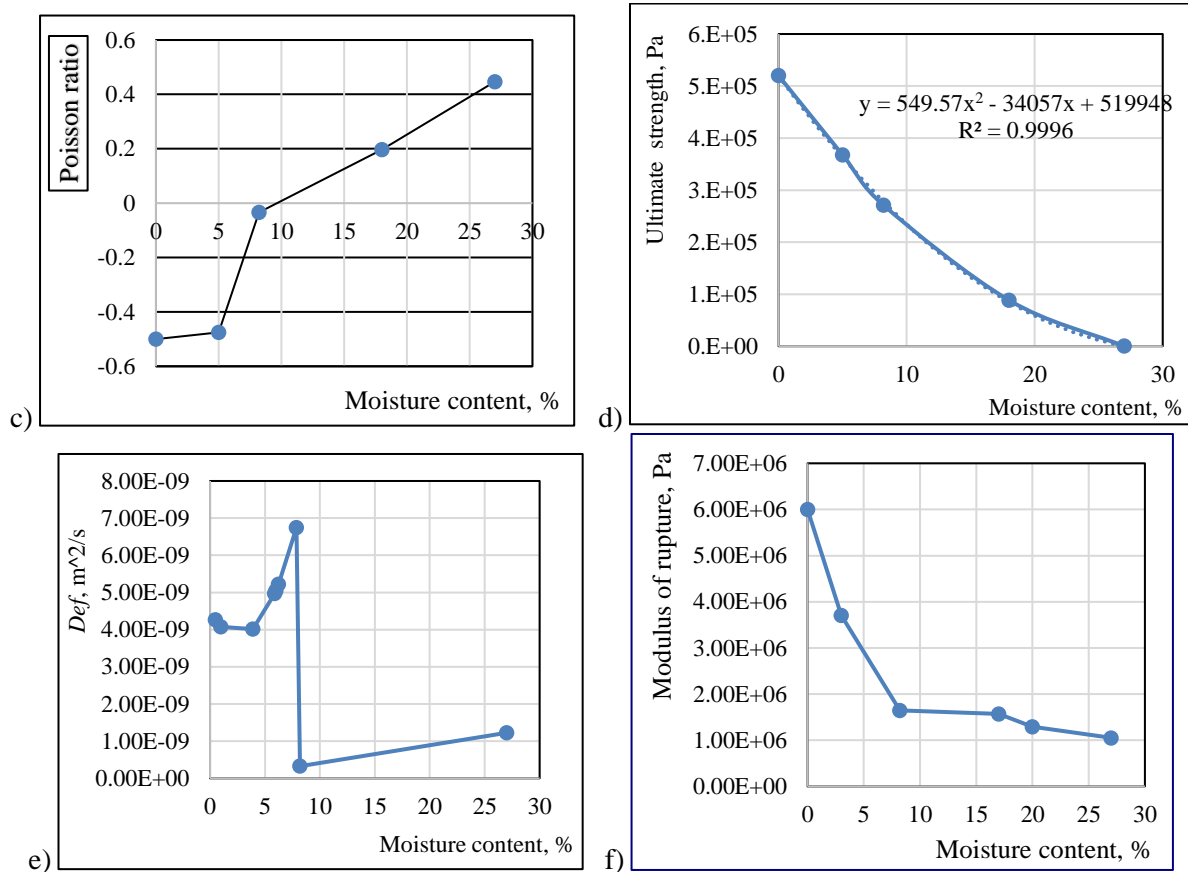 Poisson ratio
0.6
0.4
0.2
0
-0.2
-0.4
-0.6
0 5 10 15 20 25 30
Moisture content, %
c)
Ultimate strength, Pa
6.E+05
5.E+05
4.E+05
3.E+05
2.E+05
1.E+05
0.E+00
y = 549.57x² - 34057x + 519948
R² = 0.9996
0 10 20 30
Moisture content, %
d)
Def, m^2/s
8.00E-09
7.00E-09
6.00E-09
5.00E-09
4.00E-09
3.00E-09
2.00E-09
1.00E-09
0.00E+00
0 5 10 15 20 25 30
Moisture content, %
e)
Modulus of rupture, Pa
7.00E+06
6.00E+06
5.00E+06
4.00E+06
3.00E+06
2.00E+06
1.00E+06
0.00E+00
0 5 10 15 20 25 30
Moisture content, %
f)